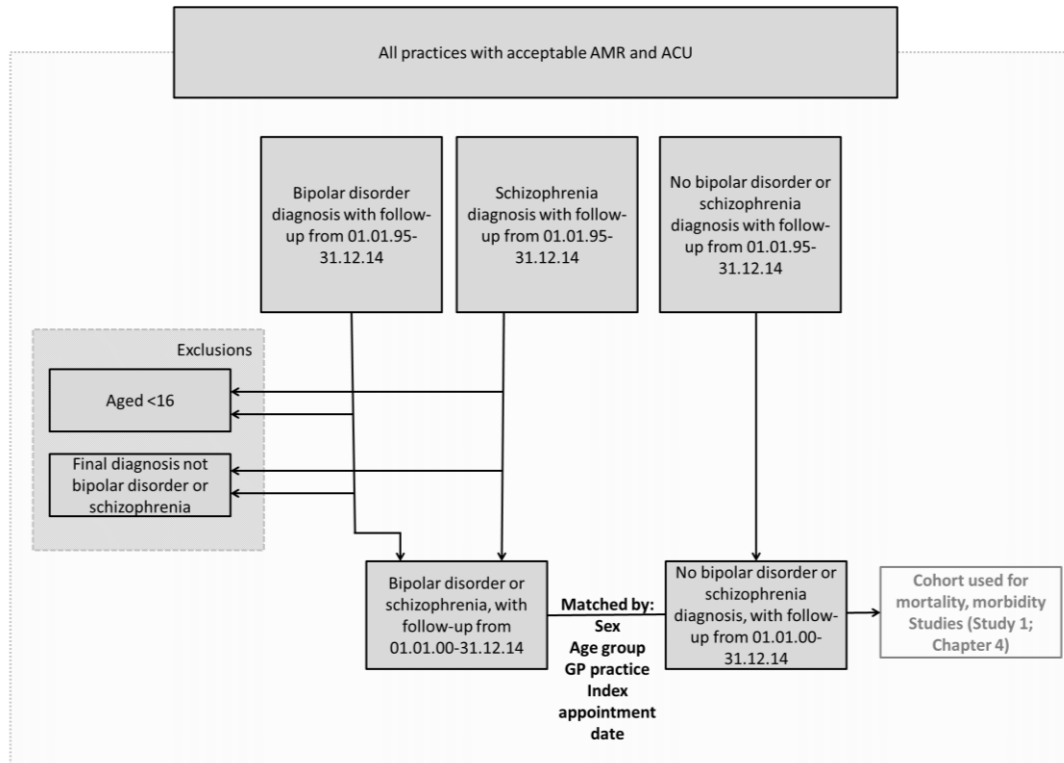 All practices with acceptable AMR and ACU
Bipolar disorder
diagnosis with follow-
up from 01.01.95-
31.12.14
Schizophrenia
diagnosis with follow-
up from 01.01.95-
31.12.14
No bipolar disorder or
schizophrenia
diagnosis with follow-
up from 01.01.95-
31.12.14
Exclusions
Aged <16
Final diagnosis not
bipolar disorder or
schizophrenia
Bipolar disorder or
schizophrenia, with
follow-up from
01.01.00-31.12.14
Matched by:
Sex
Age group
GP practice
Index
appointment
date
No bipolar disorder or
schizophrenia
diagnosis, with follow-
up from 01.01.00-
31.12.14
Cohort used for
mortality, morbidity
Studies (Study 1;
Chapter 4)